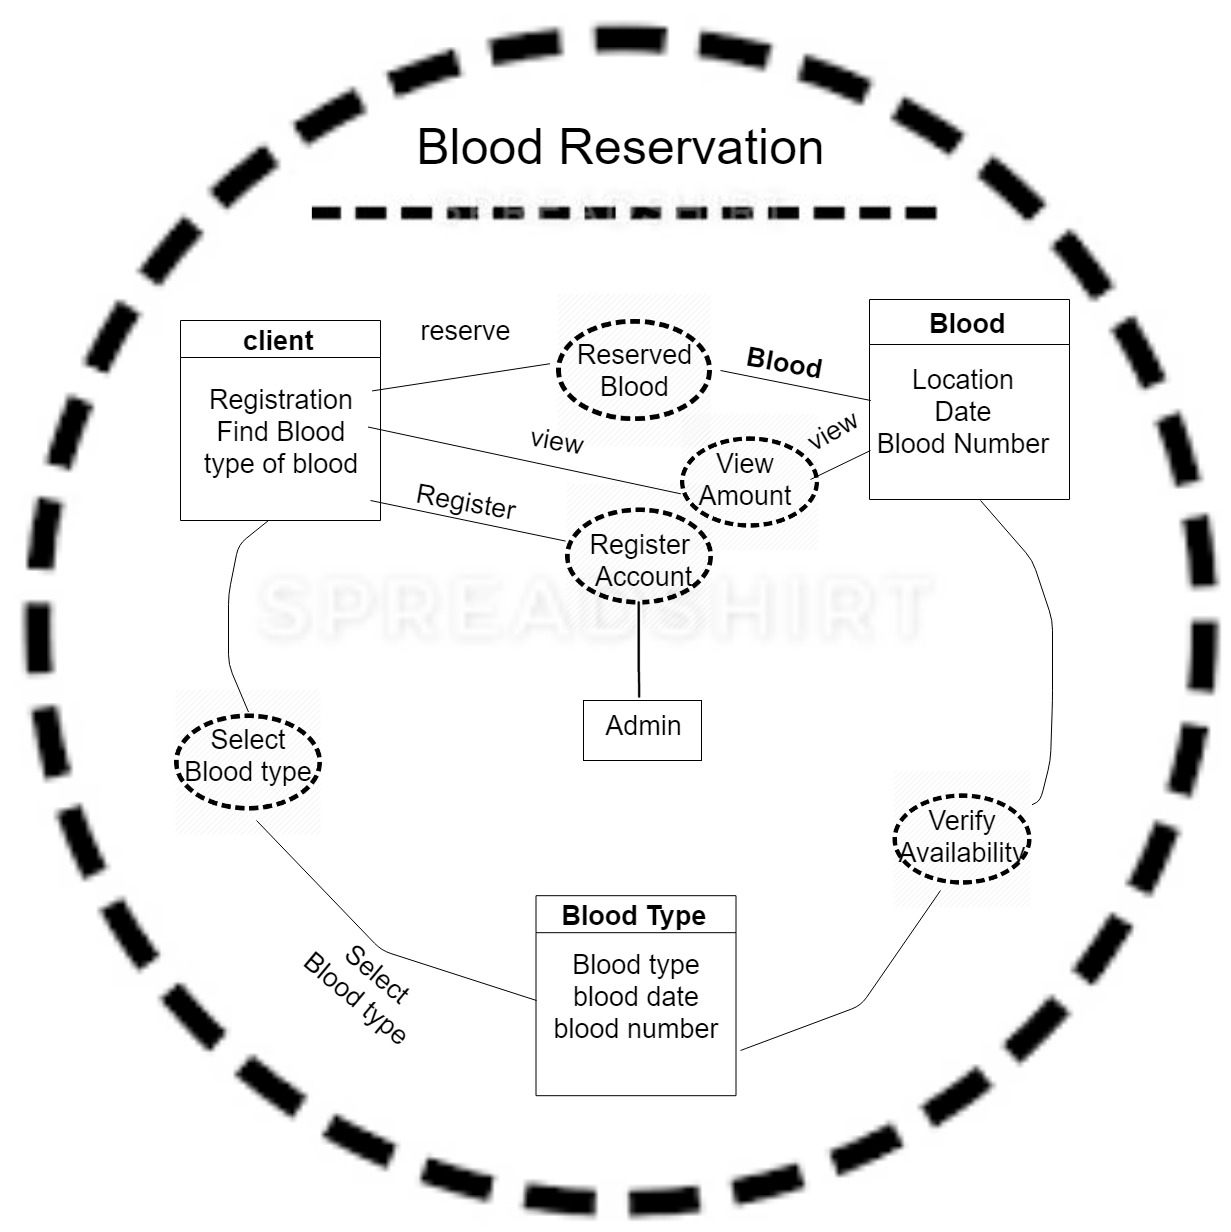 Blood Reservation
SPREADSHIRT
client
Registration
Find Blood
type of blood
reserve
Reserved
Blood
Blood
Blood
Location
Date
Blood Number
view
View
Amount
view
Register
Register
Account
SPREADSHIRT
Admin
Select
Blood type
Verify
Availability
Select
Blood type
Blood Type
Blood type
blood date
blood number